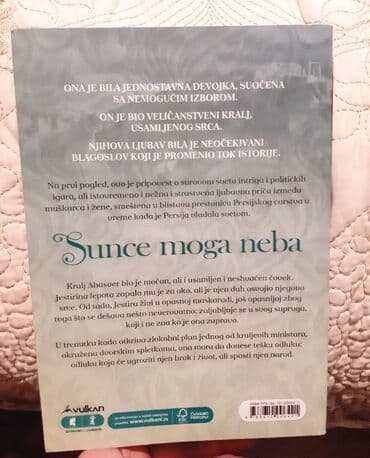 ONA JE BILA JEDNOSTAVNA DEVOJKA, SUOČENA
SA NEMOGUĆIM IZBOROM.
ON JE BIO VELIČANSTVENI KRALJ,
USAMLJENOG SRCA.
NJIHOVA LJUBAV BILA JE NEOČEKIVANI
BLAGOSLOV KOJI JE PROMENIO TOK ISTORIJE.
Na prvi pogled, ovo je pripovest o surovom svetu intriga i političkih
igara, ali istovremeno i nežna i strastvena ljubavna priča između
muškarca i žene, smeštena u blistavu prestonicu Persijskog carstva u
vreme kada je Persija vladala svetom.
Sunce moga neba
Kralj Ahasuer bio je moćan, ali i usamljen i neshvaćen čovek.
Jestirina lepota zapala mu je za oko, ali je njen duh osvojio njegovo
srce. Od tada, Jestira živi u opasnoj maskaradi, još opasnijoj zbog
toga što se dešava nešto neverovatno: zaljubljuje se u svog supruga,
koji i ne zna ko je ona zapravo.
U trenutku kada otkriva zlokobni plan jednog od kraljevih ministara,
okružena dvorskim spletkama, ona mora da donese tešku odluku:
odluku koja će ugroziti njen brak i život, ali spasti njen narod.
vulkan
www.vulkani.rs
FSC
ČUVAJMO
PRIRODU